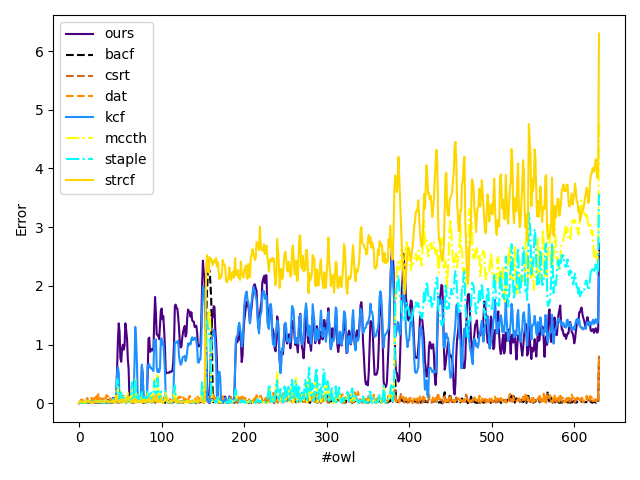 ours
bacf
csrt
dat
kcf
mccth
staple
strcf
6
5
4
3
2
1
0
Error
0 100 200 300 400 500 600
#owl